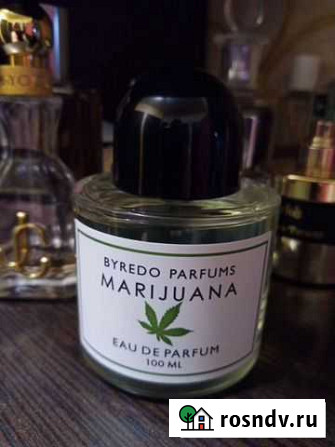 BYREDO PARFUMS
MARIJUANA
EAU DE PARFUM
100 ML
rosndv.ru